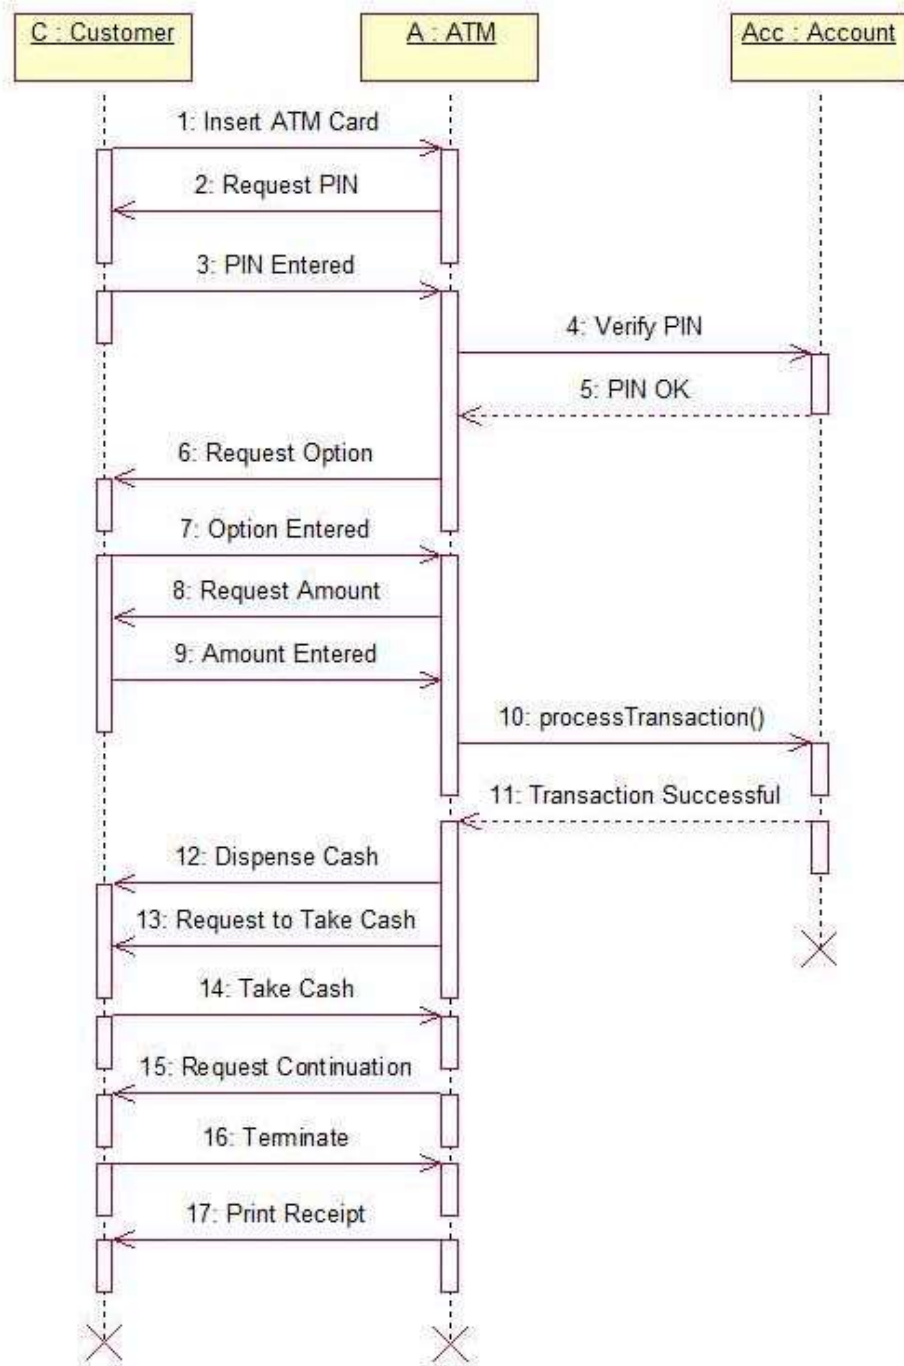 C : Customer
A : ATM
Acc : Account
1: Insert ATM Card
2: Request PIN
3: PIN Entered
4: Verify PIN
5: PIN OK
6: Request Option
7: Option Entered
8: Request Amount
9: Amount Entered
10: processTransaction()
11: Transaction Successful
12: Dispense Cash
13: Request to Take Cash
14: Take Cash
15: Request Continuation
16: Terminate
17: Print Receipt